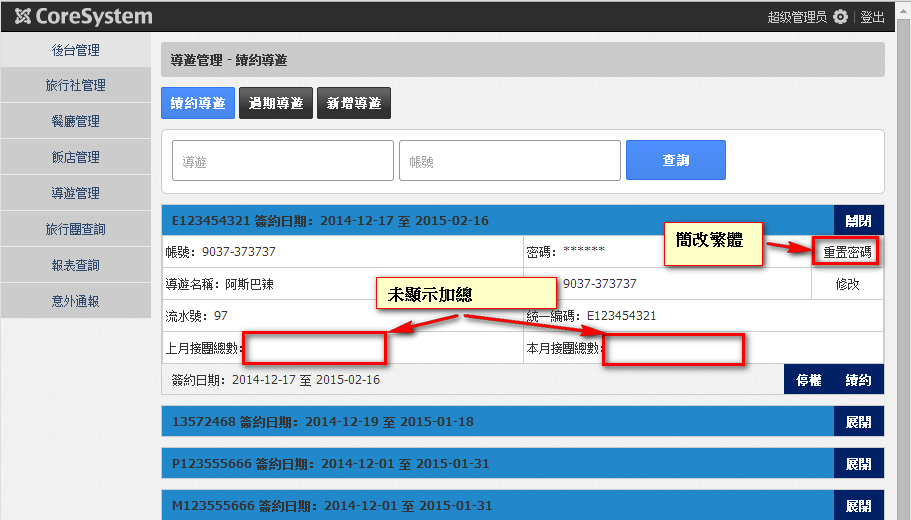 CoreSystem
超级管理员 | 登出
後台管理
旅行社管理
餐廳管理
飯店管理
導遊管理
旅行團查詢
報表查詢
意外通報
導遊管理 - 續約導遊
續約導遊 過期導遊 新增導遊
導遊 帳號 查詢
E123454321 簽約日期: 2014-12-17 至 2015-02-16 關閉
簡改繁體
帳號: 9037-373737 密碼: ****** 重置密碼
導遊名稱: 阿斯巴辣 9037-373737 修改
未顯示加總
流水號: 97 統一編碼: E123454321
上月接團總數: 本月接團總數:
簽約日期: 2014-12-17 至 2015-02-16 停權 續約
13572468 簽約日期: 2014-12-19 至 2015-01-18 展開
P123555666 簽約日期: 2014-12-01 至 2015-01-31 展開
M123555666 簽約日期: 2014-12-01 至 2015-01-31 展開